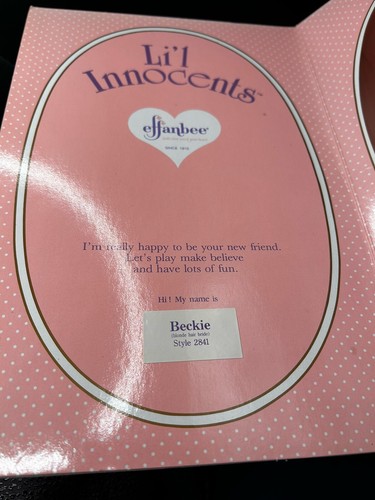 Li'l
Innocents™
effanbee®
SINCE 1910
I'm really happy to be your new friend.
Let's play make believe
and have lots of fun.
Hi! My name is
Beckie
Style 2841